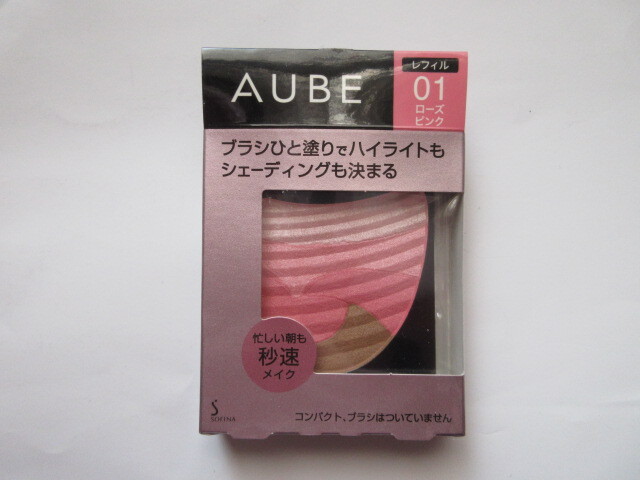 AUBE
レフィル
01
ローズ
ピンク
ブラシひと塗りでハイライトも
シェーディングも決まる
忙しい朝も
秒速
メイク
S
SOFINA
コンパクト、ブラシはついていません